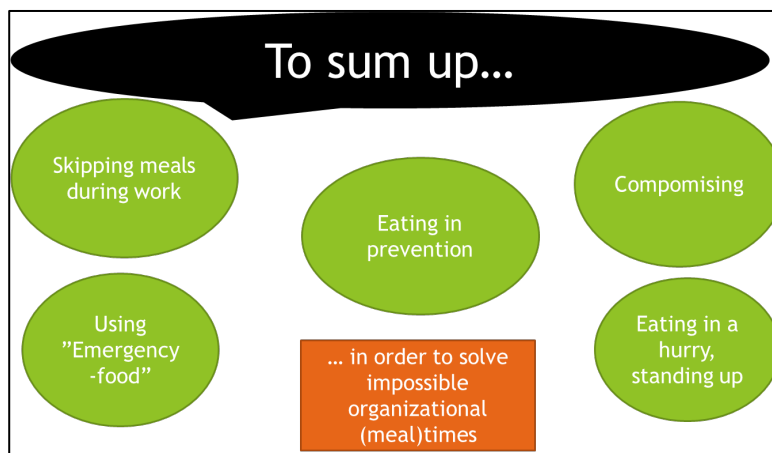 To sum up…
Skipping meals
during work
Eating in
prevention
Compomising
Using
”Emergency
-food”
… in order to solve
impossible
organizational
(meal)times
Eating in a
hurry,
standing up